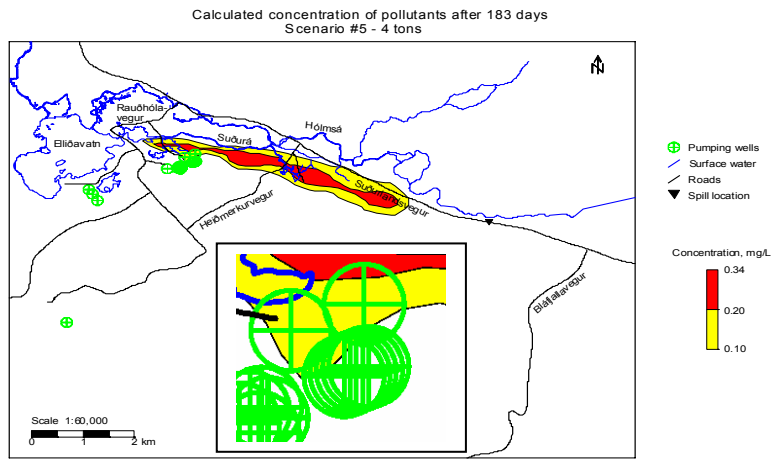 Calculated concentration of pollutants after 183 days
Scenario #5 - 4 tons
N
Rauðhóla-
vegur
Hólmsá
Suðurá
Elliðavatn
Suðurlandsvegur
Heiðmerkurvegur
Bláfjallavegur
Pumping wells
Surface water
Roads
Spill location
Concentration, mg/L
0.34
0.20
0.10
Scale 1:60,000
0 1 2 km